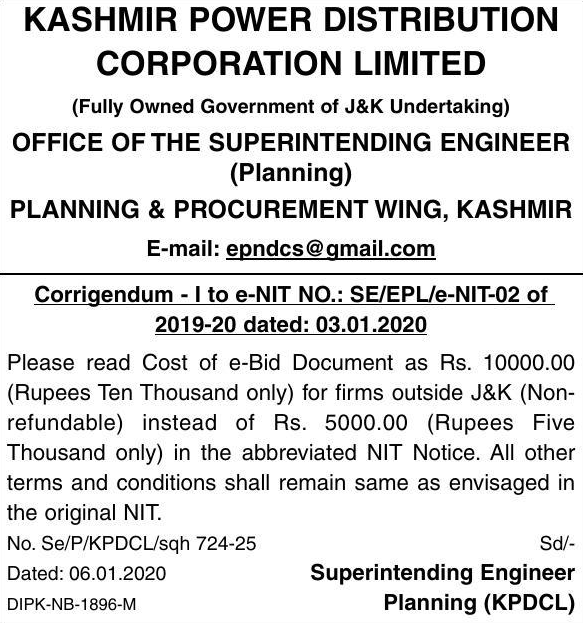 KASHMIR POWER DISTRIBUTION
CORPORATION LIMITED
(Fully Owned Government of J&K Undertaking)
OFFICE OF THE SUPERINTENDING ENGINEER
(Planning)
PLANNING & PROCUREMENT WING, KASHMIR
E-mail: epndcs@gmail.com
Corrigendum - I to e-NIT NO.: SE/EPL/e-NIT-02 of
2019-20 dated: 03.01.2020
Please read Cost of e-Bid Document as Rs. 10000.00
(Rupees Ten Thousand only) for firms outside J&K (Non-
refundable) instead of Rs. 5000.00 (Rupees Five
Thousand only) in the abbreviated NIT Notice. All other
terms and conditions shall remain same as envisaged in
the original NIT.
No. Se/P/KPDCL/sqh 724-25 Sd/-
Dated: 06.01.2020 Superintending Engineer
DIPK-NB-1896-M Planning (KPDCL)